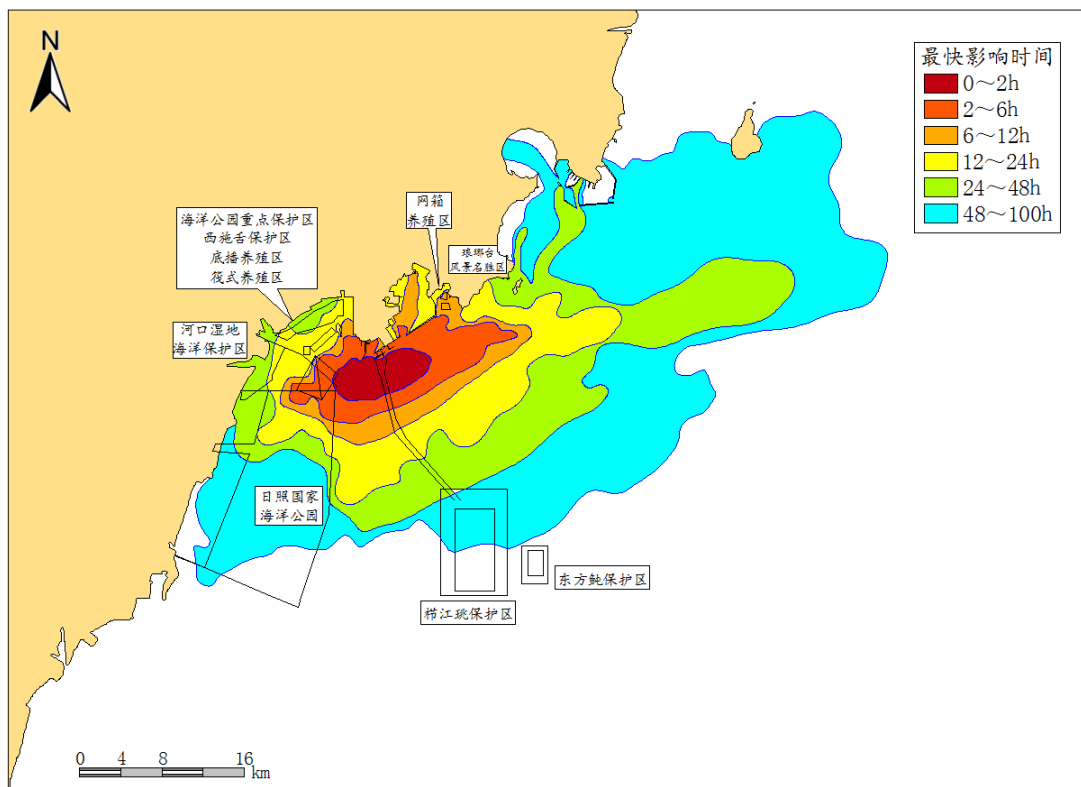 N
最快影响时间
0～2h
2～6h
6～12h
12～24h
24～48h
48～100h
网箱
养殖区
海洋公园重点保护区
西施舌保护区
底播养殖区
筏式养殖区
琅琊台
风景名胜区
河口湿地
海洋保护区
日照国家
海洋公园
东方鲀保护区
栉江珧保护区
0 4 8 16
km